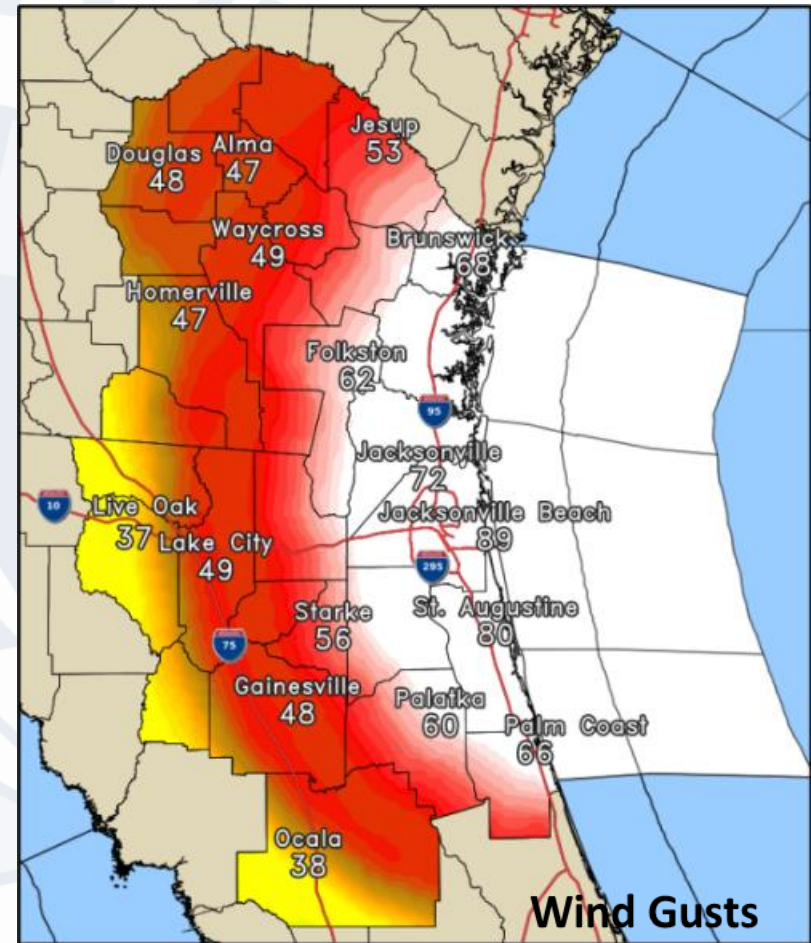 Jesup
53
Douglas
48
Alma
47
Waycross
49
Brunswick
68
Homerville
47
Folkston
62
95
Jacksonville
72
10
Live Oak
37
Lake City
49
Jacksonville Beach
89
295
Starke
56
St. Augustine
80
75
Gainesville
48
Palatka
60
Palm Coast
66
Ocala
38
Wind Gusts